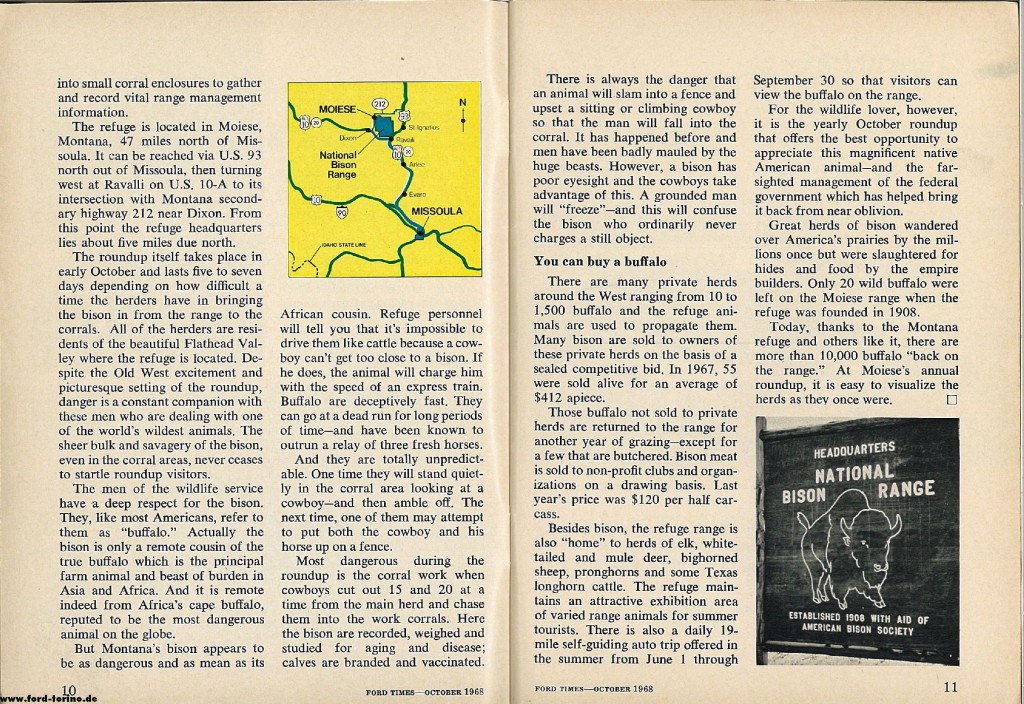 into small corral enclosures to gather
and record vital range management
information.
The refuge is located in Moiese,
Montana, 47 miles north of Mis-
soula. It can be reached via U.S. 93
north out of Missoula, then turning
west at Ravalli on U.S. 10-A to its
intersection with Montana second-
ary highway 212 near Dixon. From
this point the refuge headquarters
lies about five miles due north.
The roundup itself takes place in
early October and lasts five to seven
days depending on how difficult a
time the herders have in bringing
the bison in from the range to the
corrals. All of the herders are resi-
dents of the beautiful Flathead Val-
ley where the refuge is located. De-
spite the Old West excitement and
picturesque setting of the roundup,
danger is a constant companion with
these men who are dealing with one
of the world's wildest animals. The
sheer bulk and savagery of the bison,
even in the corral areas, never ceases
to startle roundup visitors.
The men of the wildlife service
have a deep respect for the bison.
They, like most Americans, refer to
them as "buffalo." Actually the
bison is only a remote cousin of the
true buffalo which is the principal
farm animal and beast of burden in
Asia and Africa. And it is remote
indeed from Africa's cape buffalo,
reputed to be the most dangerous
animal on the globe.
But Montana's bison appears to
be as dangerous and as mean as its
10
www.ford-torino.de
MOIESE
212
93
N
10 20
Dixon
St. Ignatius
Ravalli
National
Bison
Range
10 20
Arlee
Evaro
10
90
MISSOULA
IDAHO STATE LINE
African cousin. Refuge personnel
will tell you that it's impossible to
drive them like cattle because a cow-
boy can't get too close to a bison. If
he does, the animal will charge him
with the speed of an express train.
Buffalo are deceptively fast. They
can go at a dead run for long periods
of time—and have been known to
outrun a relay of three fresh horses.
And they are totally unpredict-
able. One time they will stand quiet-
ly in the corral area looking at a
cowboy—and then amble off. The
next time, one of them may attempt
to put both the cowboy and his
horse up on a fence.
Most dangerous during the
roundup is the corral work when
cowboys cut out 15 and 20 at a
time from the main herd and chase
them into the work corrals. Here
the bison are recorded, weighed and
studied for aging and disease;
calves are branded and vaccinated.
FORD TIMES—OCTOBER 1968
There is always the danger that
an animal will slam into a fence and
upset a sitting or climbing cowboy
so that the man will fall into the
corral. It has happened before and
men have been badly mauled by the
huge beasts. However, a bison has
poor eyesight and the cowboys take
advantage of this. A grounded man
will "freeze"—and this will confuse
the bison who ordinarily never
charges a still object.
You can buy a buffalo
There are many private herds
around the West ranging from 10 to
1,500 buffalo and the refuge ani-
mals are used to propagate them.
Many bison are sold to owners of
these private herds on the basis of a
sealed competitive bid. In 1967, 55
were sold alive for an average of
$412 apiece.
Those buffalo not sold to private
herds are returned to the range for
another year of grazing—except for
a few that are butchered. Bison meat
is sold to non-profit clubs and organ-
izations on a drawing basis. Last
year's price was $120 per half car-
cass.
Besides bison, the refuge range is
also "home" to herds of elk, white-
tailed and mule deer, bighorned
sheep, pronghorns and some Texas
longhorn cattle. The refuge main-
tains an attractive exhibition area
of varied range animals for summer
tourists. There is also a daily 19-
mile self-guiding auto trip offered in
the summer from June 1 through
FORD TIMES—OCTOBER 1968
September 30 so that visitors can
view the buffalo on the range.
For the wildlife lover, however,
it is the yearly October roundup
that offers the best opportunity to
appreciate this magnificent native
American animal—and the far-
sighted management of the federal
government which has helped bring
it back from near oblivion.
Great herds of bison wandered
over America's prairies by the mil-
lions once but were slaughtered for
hides and food by the empire
builders. Only 20 wild buffalo were
left on the Moiese range when the
refuge was founded in 1908.
Today, thanks to the Montana
refuge and others like it, there are
more than 10,000 buffalo "back on
the range." At Moiese's annual
roundup, it is easy to visualize the
herds as they once were. □
HEADQUARTERS
NATIONAL
BISON RANGE
ESTABLISHED 1908 WITH AID OF
AMERICAN BISON SOCIETY
11